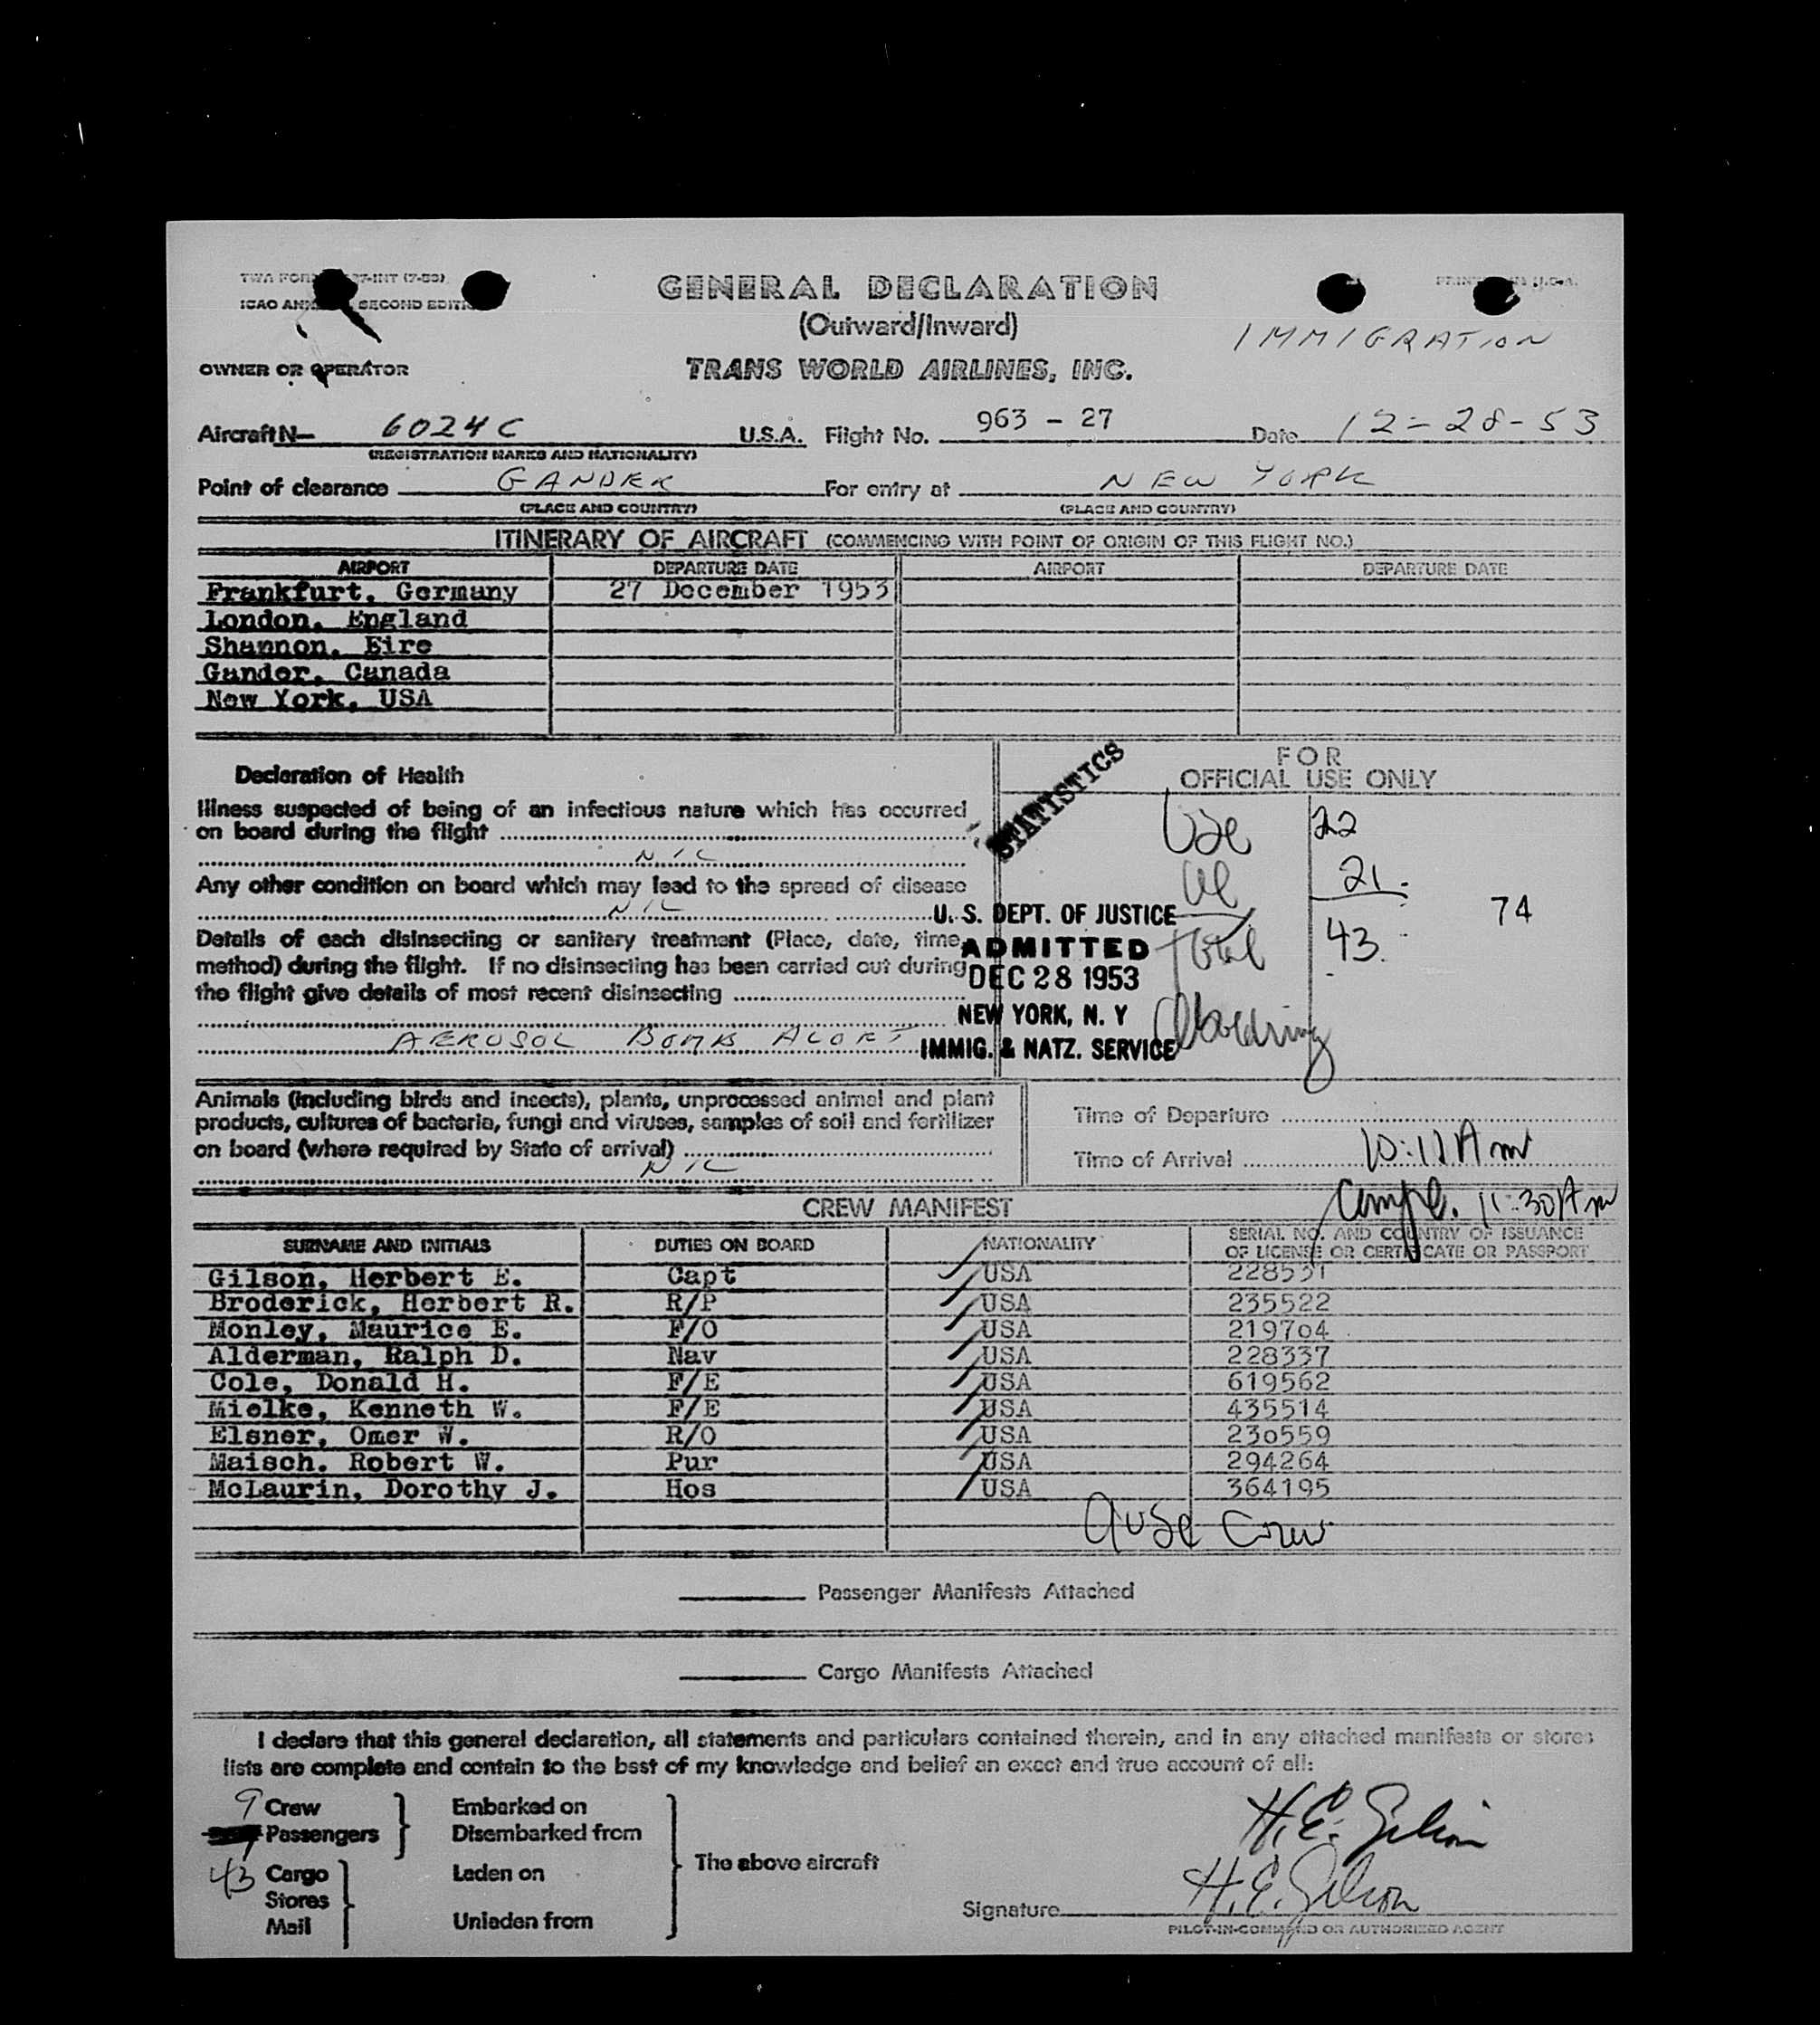 GENERAL DECLARATION
(Outward/Inward)
IMMIGRATION
OWNER OR OPERATOR
TRANS WORLD AIRLINES, INC.
Aircraft N— 6024C U.S.A. Flight No. 963 - 27 Date 12-28-53
(REGISTRATION MARKS AND NATIONALITY)
Point of clearance GANDER For entry at NEW YORK
(PLACE AND COUNTRY) (PLACE AND COUNTRY)
ITINERARY OF AIRCRAFT (COMMENCING WITH POINT OF ORIGIN OF THIS FLIGHT NO.)
AIRPORT DEPARTURE DATE AIRPORT DEPARTURE DATE
Frankfurt, Germany 27 December 1953
London, England
Shannon, Eire
Gander, Canada
New York, USA
Declaration of Health
Illness suspected of being of an infectious nature which has occurred
on board during the flight
NIL
Any other condition on board which may lead to the spread of disease
NIL
Details of each disinsecting or sanitary treatment (Place, date, time,
method) during the flight. If no disinsecting has been carried out during
the flight give details of most recent disinsecting
AEROSOL BOMB
STATISTICS
FOR
OFFICIAL USE ONLY
22
21
Total 43
74
U. S. DEPT. OF JUSTICE
ADMITTED
DEC 28 1953
NEW YORK, N. Y
IMMIG. & NATZ. SERVICE
Animals (including birds and insects), plants, unprocessed animal and plant
products, cultures of bacteria, fungi and viruses, samples of soil and fertilizer
on board (where required by State of arrival)
NIL
Time of Departure
Time of Arrival 10:11 Am
Compl. 11:30 Am
CREW MANIFEST
SURNAME AND INITIALS DUTIES ON BOARD NATIONALITY SERIAL NO. AND COUNTRY OF ISSUANCE
OF LICENSE OR CERTIFICATE OR PASSPORT
Gilson, Herbert E. Capt USA 228531
Broderick, Herbert R. R/P USA 235522
Monley, Maurice E. F/O USA 219704
Alderman, Ralph D. Nav USA 228337
Cole, Donald H. F/E USA 619562
Mielke, Kenneth W. F/E USA 435514
Elsner, Omer W. R/O USA 230559
Maisch. Robert W. Pur USA 294264
McLaurin, Dorothy J. Hos USA 364195
9 USC Crew
Passenger Manifests Attached
Cargo Manifests Attached
I declare that this general declaration, all statements and particulars contained therein, and in any attached manifests or stores
lists are complete and contain to the best of my knowledge and belief an exact and true account of all:
9 Crew Embarked on
Passengers Disembarked from
43 Cargo Laden on
Stores
Mail Unladen from
The above aircraft
H.E. Gilson
Signature H.E. Gilson
PILOT-IN-COMMAND OR AUTHORIZED AGENT